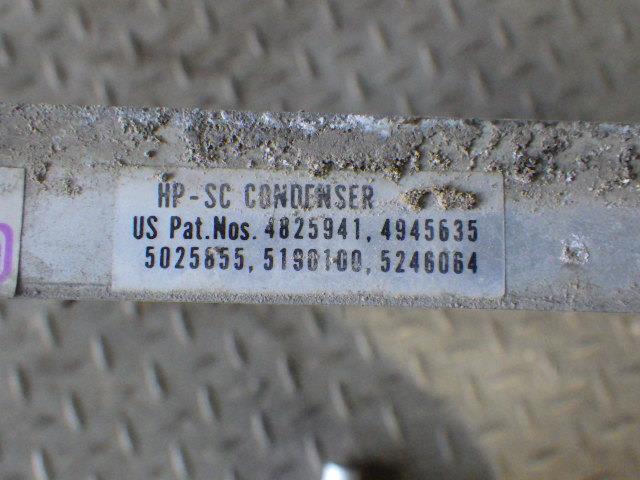 HP-SC CONDENSER
US Pat.Nos. 4825941, 4945635
5025855, 5190100, 5246064